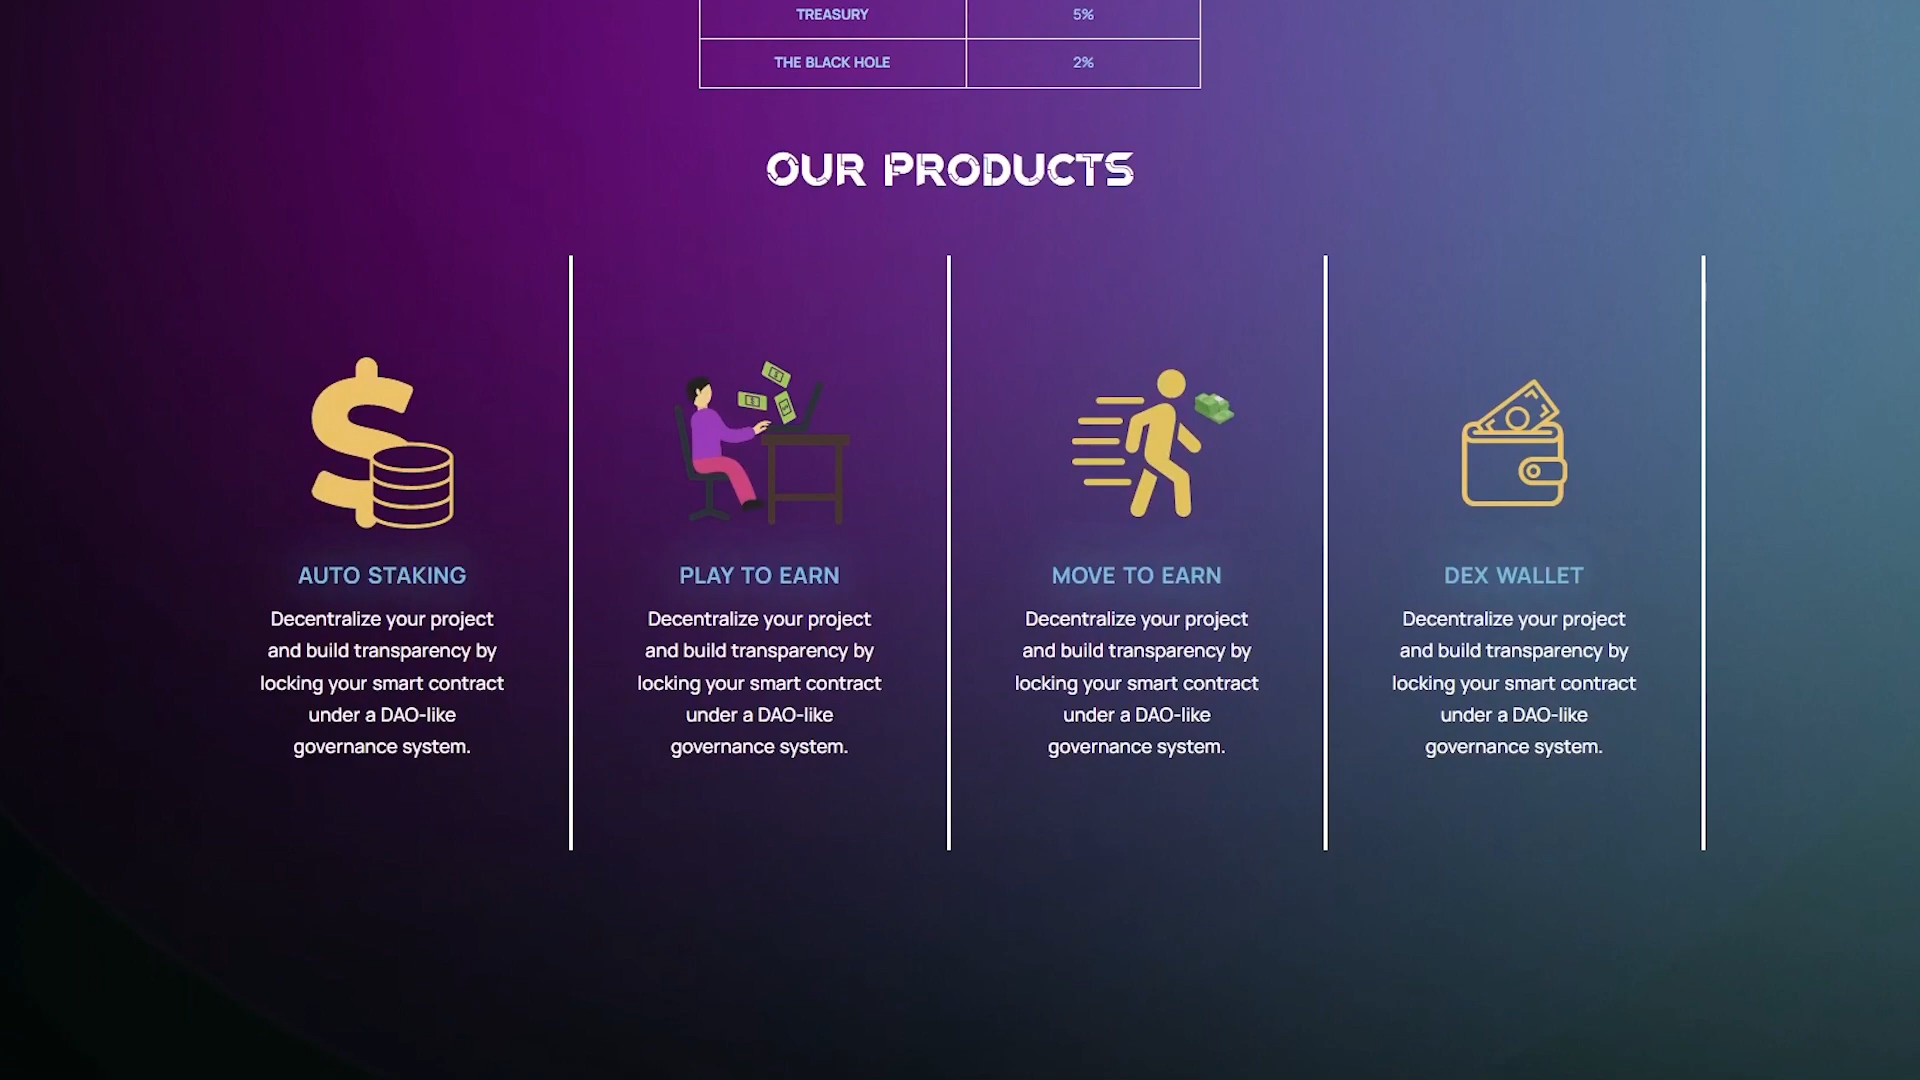 TREASURY 5%
THE BLACK HOLE 2%
OUR PRODUCTS
AUTO STAKING
Decentralize your project
and build transparency by
locking your smart contract
under a DAO-like
governance system.
PLAY TO EARN
Decentralize your project
and build transparency by
locking your smart contract
under a DAO-like
governance system.
MOVE TO EARN
Decentralize your project
and build transparency by
locking your smart contract
under a DAO-like
governance system.
DEX WALLET
Decentralize your project
and build transparency by
locking your smart contract
under a DAO-like
governance system.